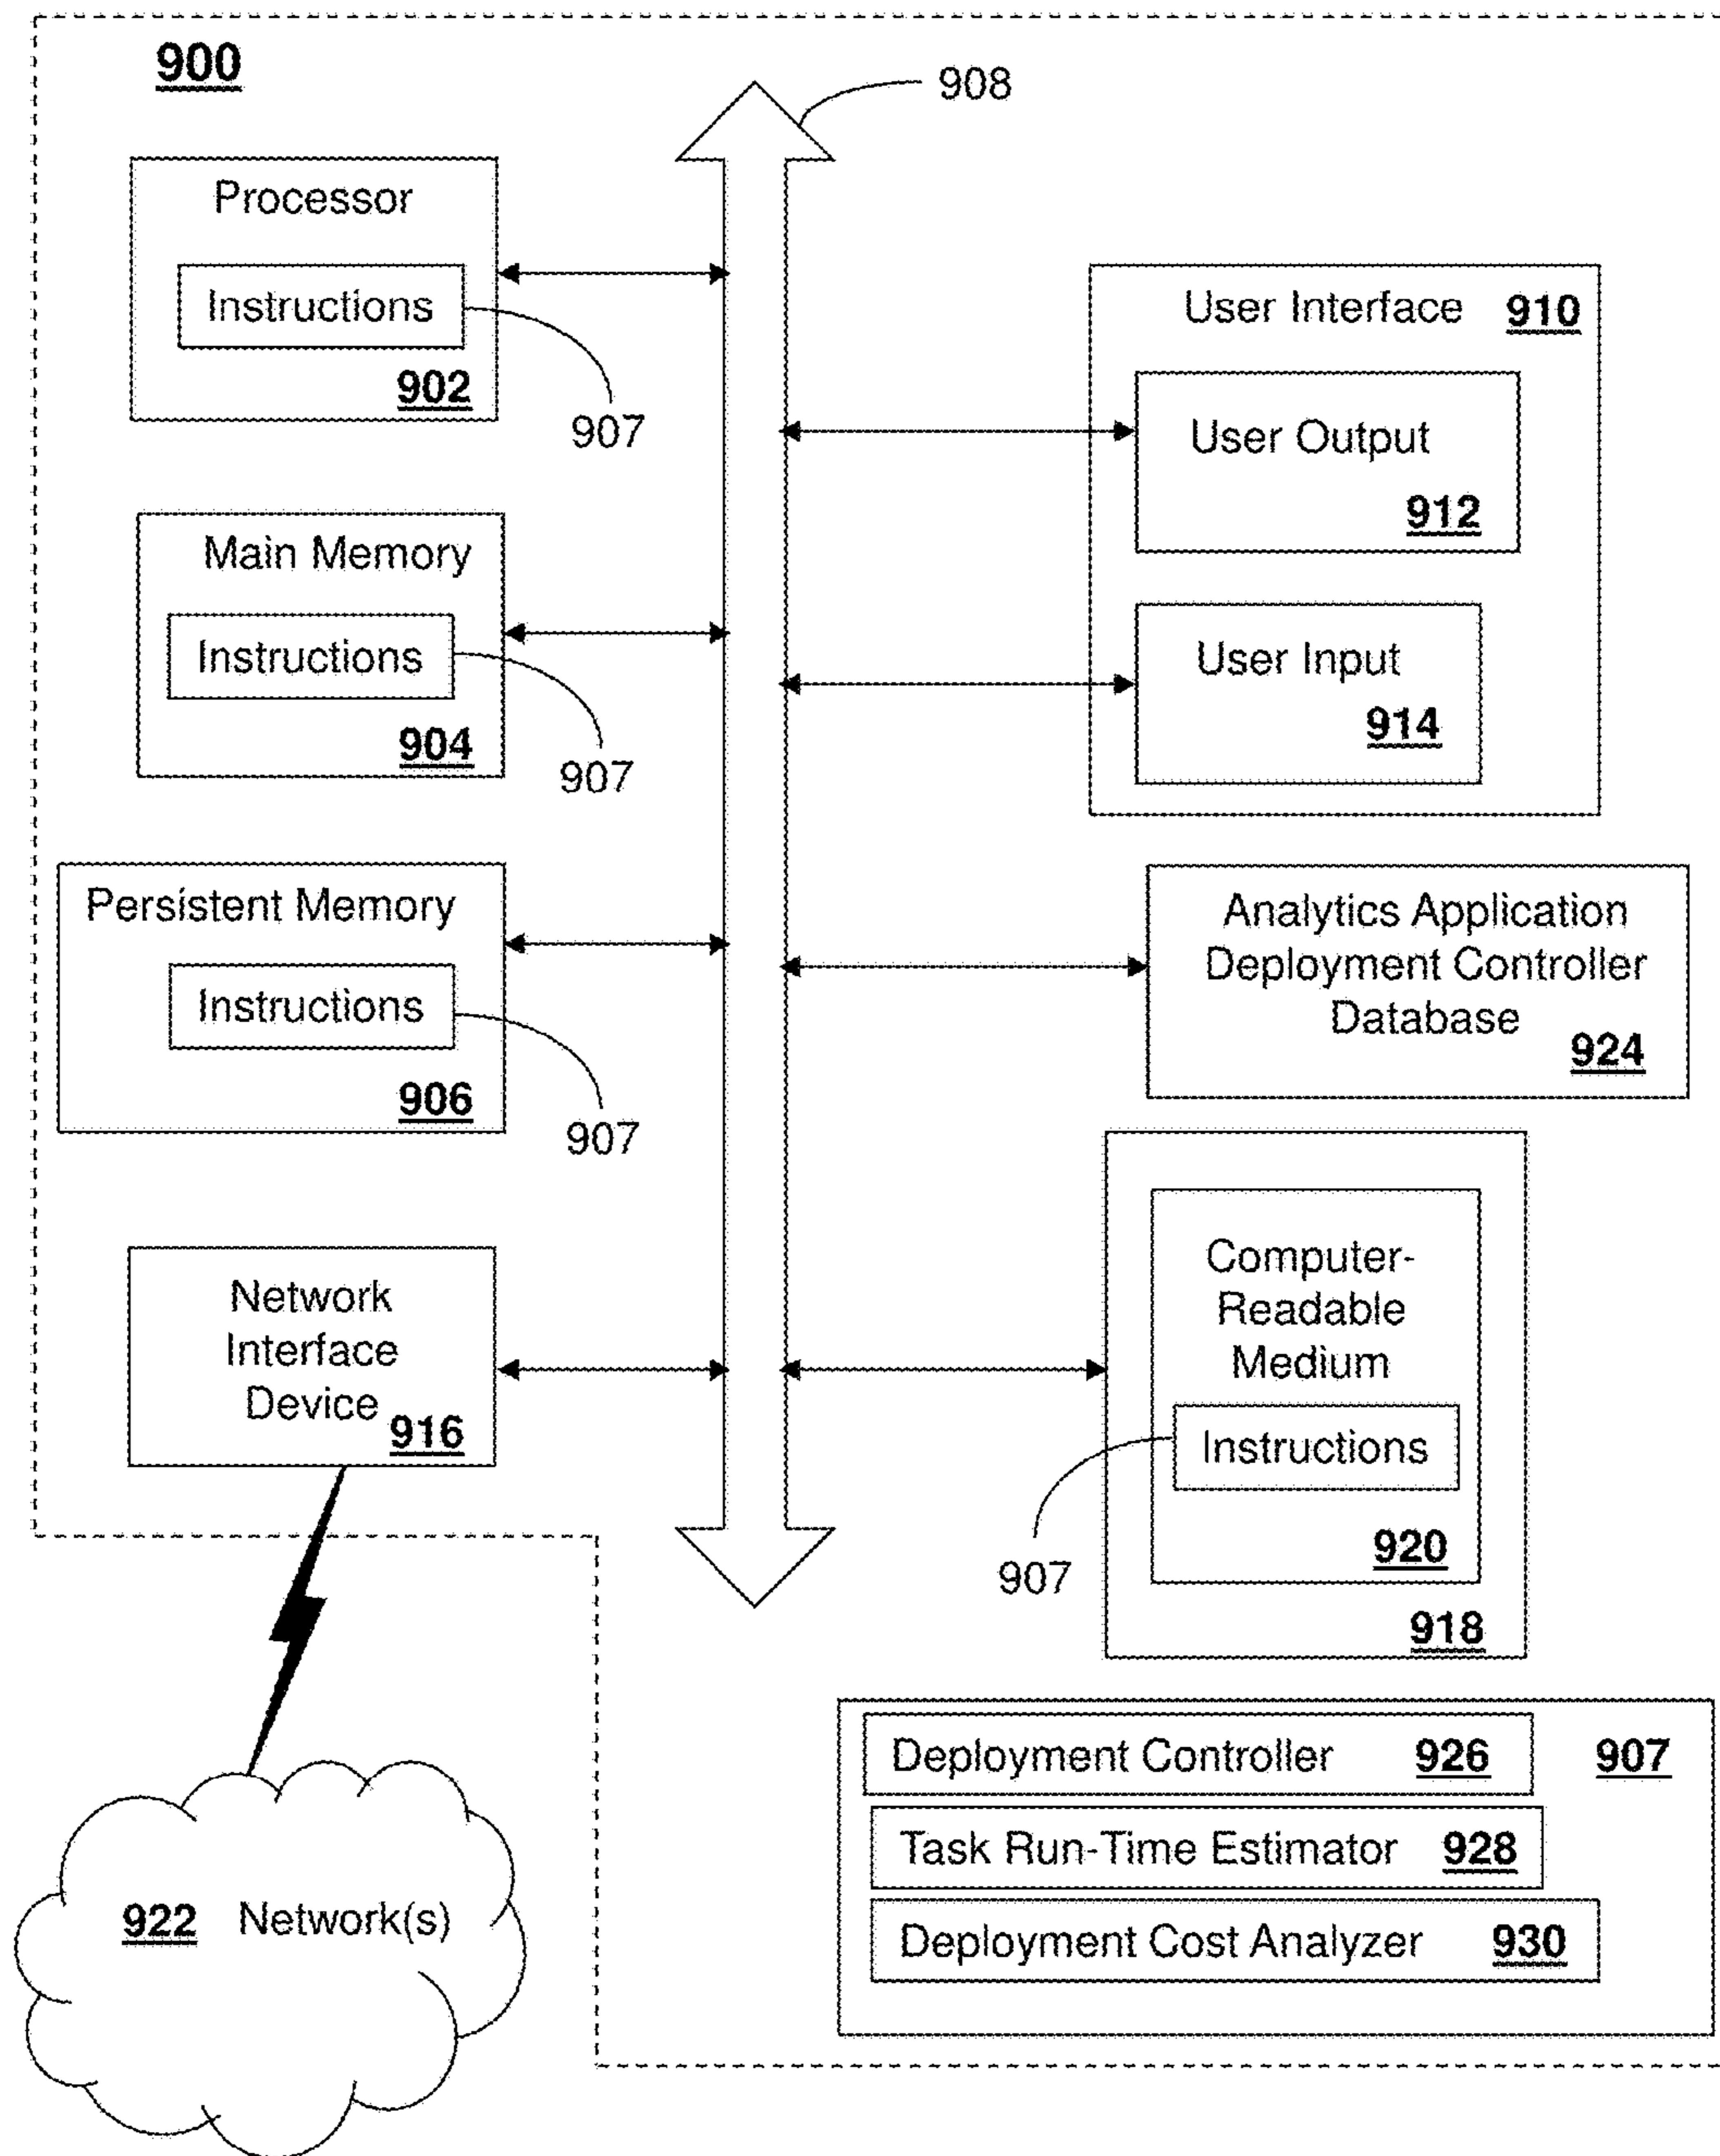 900
908
Processor
Instructions
902
907
User Interface 910
User Output
912
Main Memory
Instructions
904
907
User Input
914
Persistent Memory
Instructions
906
907
Analytics Application
Deployment Controller
Database
924
Network
Interface
Device
916
Computer-
Readable
Medium
Instructions
920
907
918
Deployment Controller 926
907
Task Run-Time Estimator 928
Deployment Cost Analyzer 930
922 Network(s)